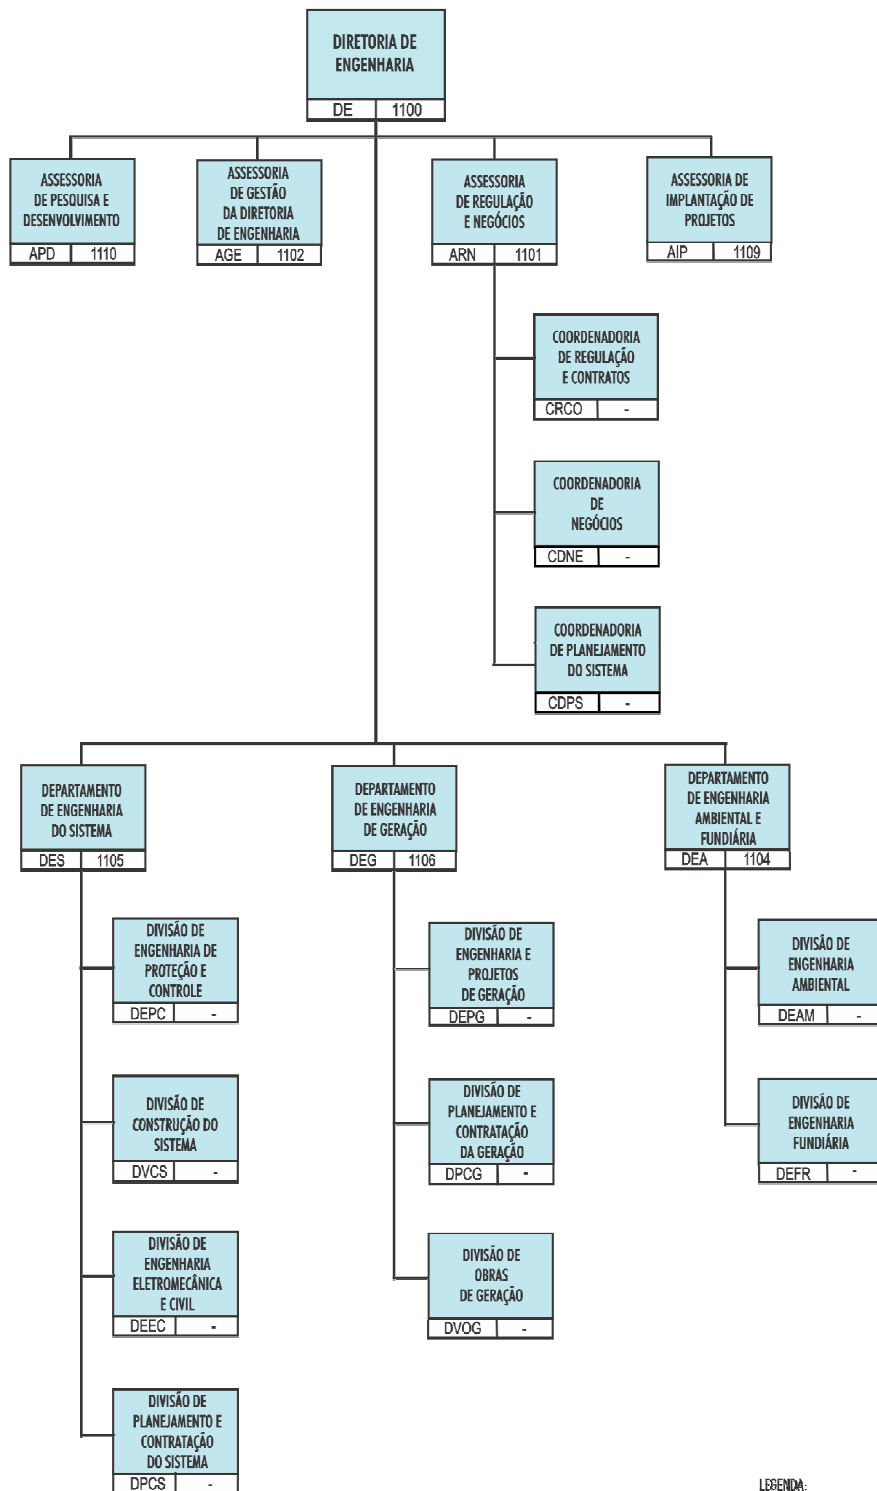 DIRETORIA DE
ENGENHARIA
DE 1100
ASSESSORIA
DE PESQUISA E
DESENVOLVIMENTO
APD 1110
ASSESSORIA
DE GESTÃO
DA DIRETORIA
DE ENGENHARIA
AGE 1102
ASSESSORIA
DE REGULAÇÃO
E NEGÓCIOS
ARN 1101
ASSESSORIA DE
IMPLANTAÇÃO DE
PROJETOS
AIP 1109
COORDENADORIA
DE REGULAÇÃO
E CONTRATOS
CRCO -
COORDENADORIA
DE
NEGÓCIOS
CDNE -
COORDENADORIA
DE PLANEJAMENTO
DO SISTEMA
CDPS -
DEPARTAMENTO
DE ENGENHARIA
DO SISTEMA
DES 1105
DEPARTAMENTO
DE ENGENHARIA
DE GERAÇÃO
DEG 1106
DEPARTAMENTO
DE ENGENHARIA
AMBIENTAL E
FUNDIÁRIA
DEA 1104
DIVISÃO DE
ENGENHARIA DE
PROTEÇÃO E
CONTROLE
DEPC -
DIVISÃO DE
CONSTRUÇÃO DO
SISTEMA
DVCS -
DIVISÃO DE
ENGENHARIA
ELETROMECÂNICA
E CIVIL
DEEC -
DIVISÃO DE
PLANEJAMENTO E
CONTRATAÇÃO
DO SISTEMA
DPCS -
DIVISÃO DE
ENGENHARIA E
PROJETOS
DE GERAÇÃO
DEPG -
DIVISÃO DE
PLANEJAMENTO E
CONTRATAÇÃO
DA GERAÇÃO
DPCG -
DIVISÃO DE
OBRAS
DE GERAÇÃO
DVOG -
DIVISÃO DE
ENGENHARIA
AMBIENTAL
DEAM -
DIVISÃO DE
ENGENHARIA
FUNDIÁRIA
DEFR -
LEGENDA: